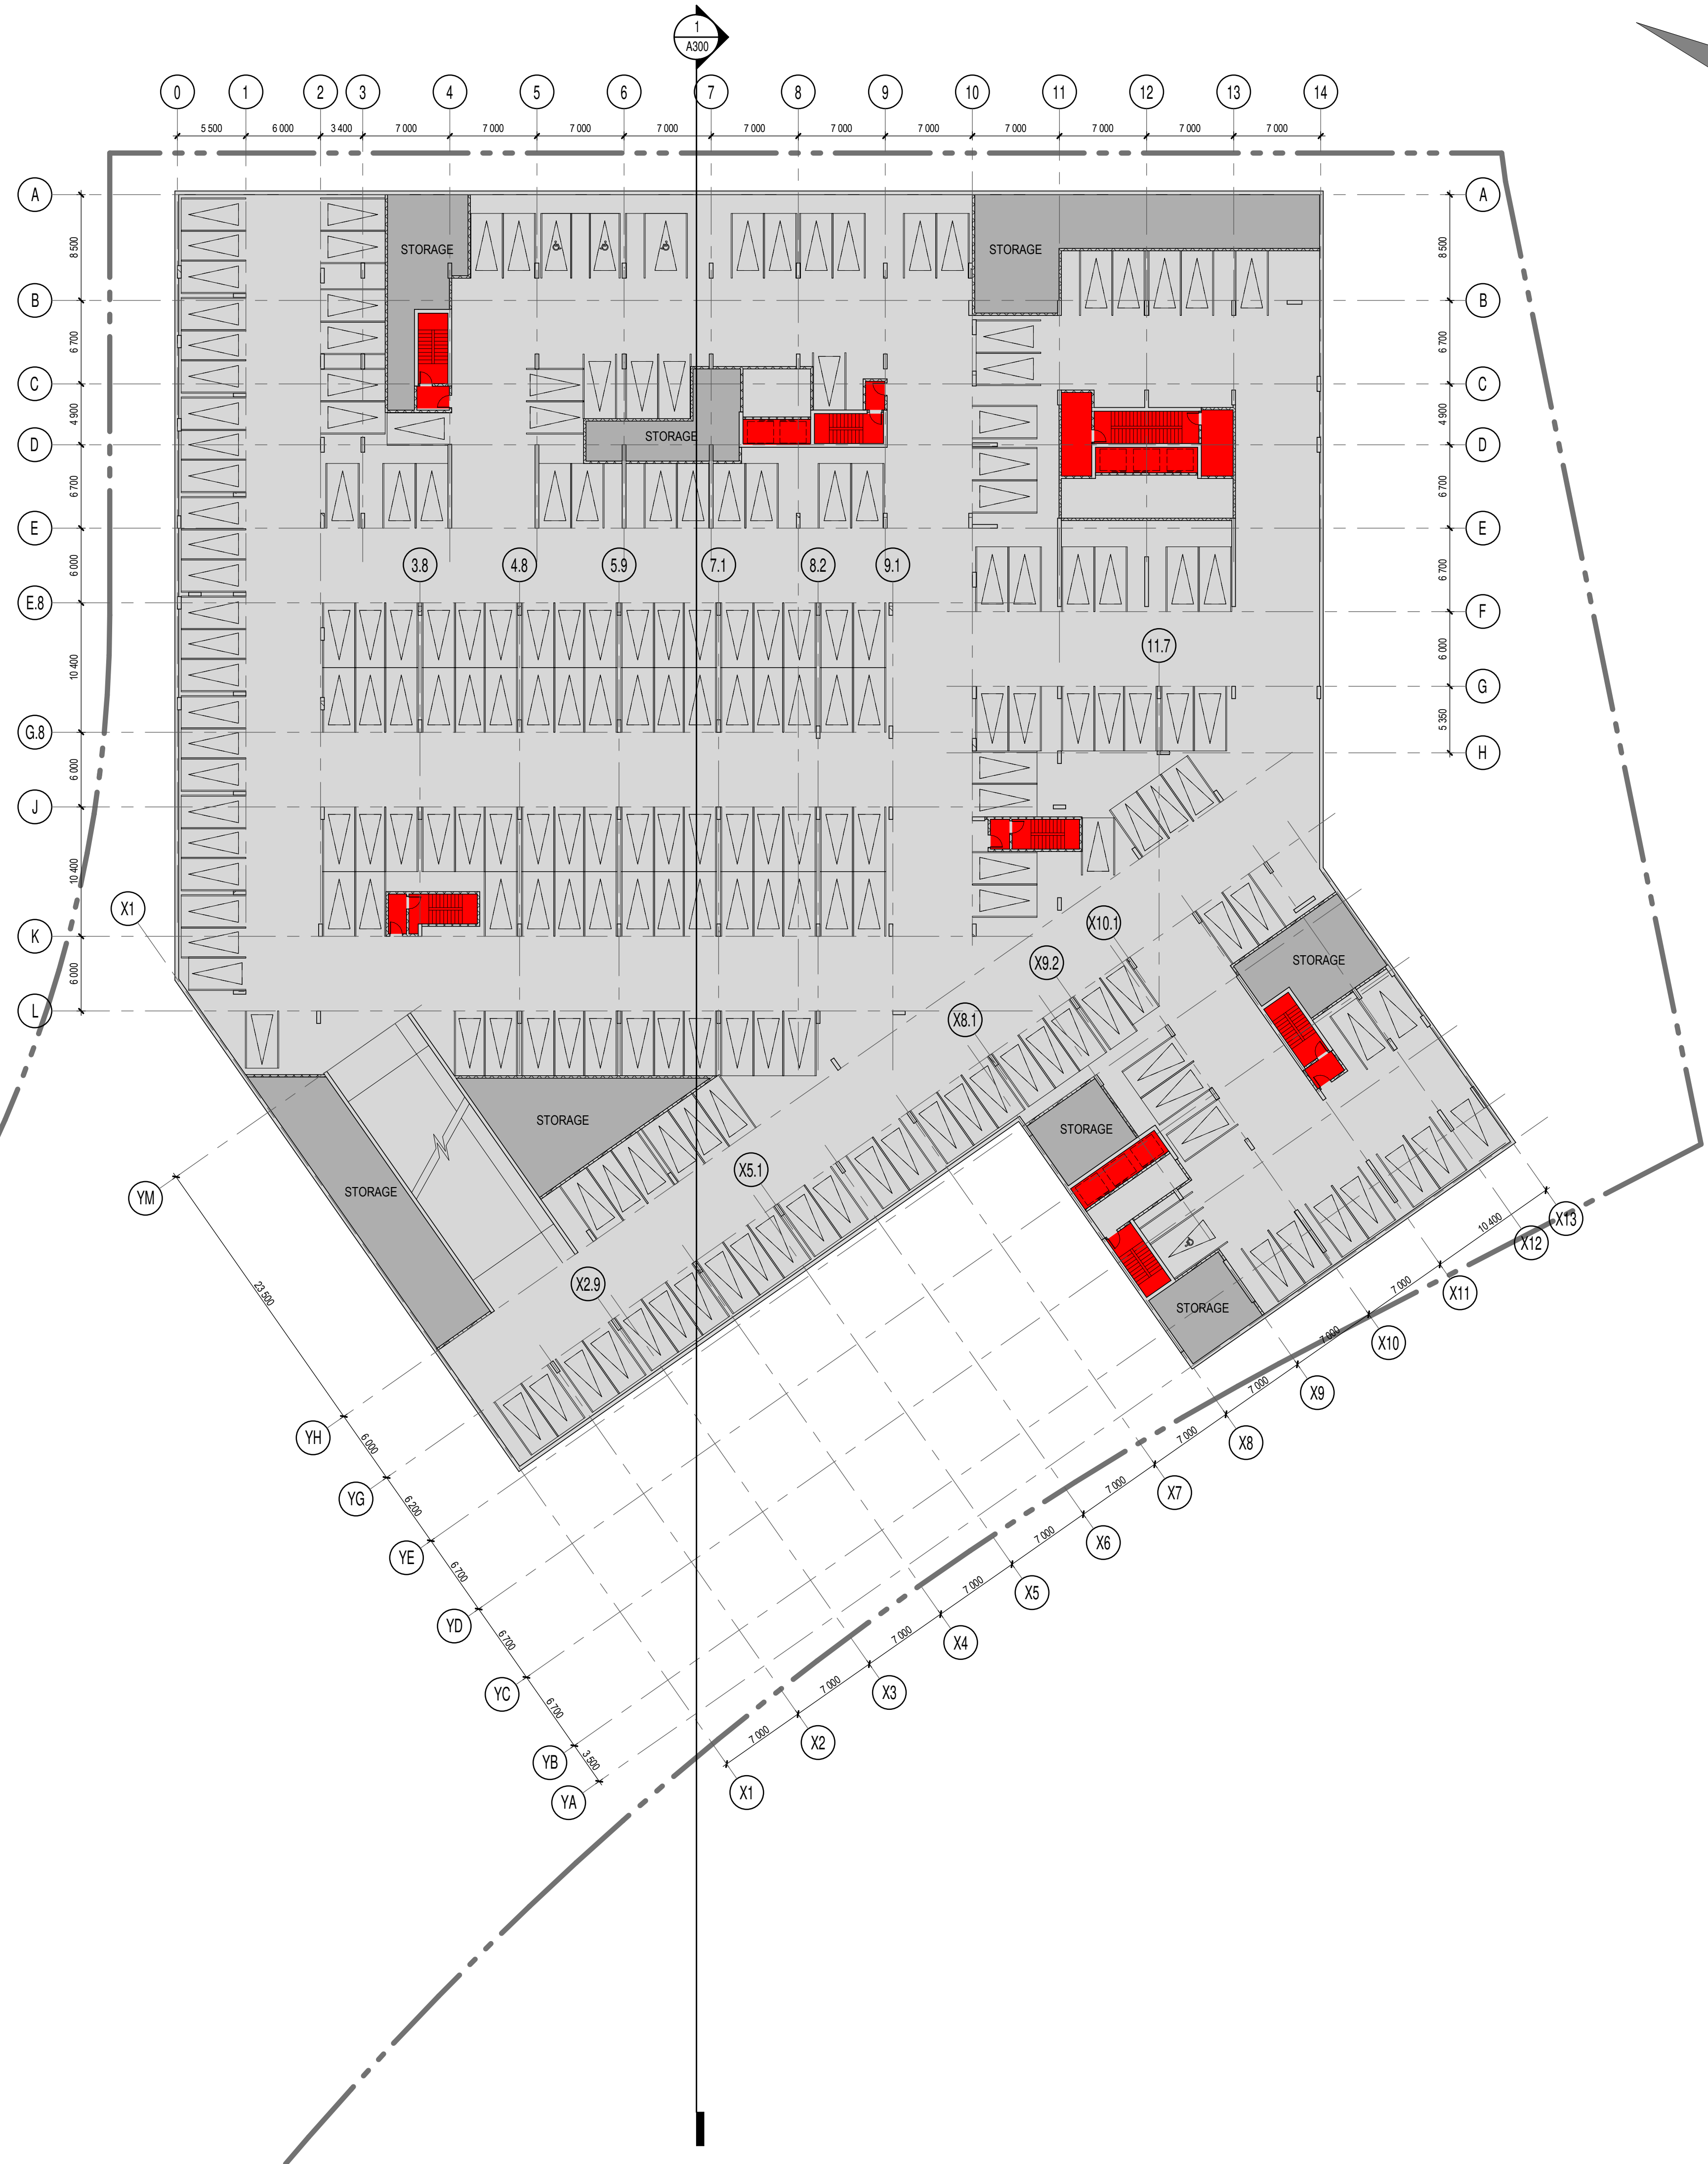 1
A300
0 1 2 3 4 5 6 7 8 9 10 11 12 13 14
5 500 6 000 3 400 7 000 7 000 7 000 7 000 7 000 7 000 7 000 7 000 7 000 7 000 7 000
A A
8 500 8 500
STORAGE STORAGE
B B
6 700 6 700
C C
4 900 4 900
STORAGE
D D
6 700 6 700
E E
6 000 6 700
3.8 4.8 5.9 7.1 8.2 9.1
E.8 F
10 400 6 000
11.7
G
G.8 5 350
H
6 000
J
10 400
X1
X10.1
K
6 000
X9.2
STORAGE
L
X8.1
STORAGE
STORAGE
X5.1
STORAGE
YM
10 400
X13
X12
X2.9
23 500
7 000
X11
STORAGE
7 000
X10
7 000
X9
YH
6 000
7 000
X8
YG
6 200
7 000
X7
YE
7 000
X6
6 700
7 000
X5
YD
6 700
7 000
X4
YC
6 700
7 000
X3
YB
3 500
7 000
X2
YA
X1